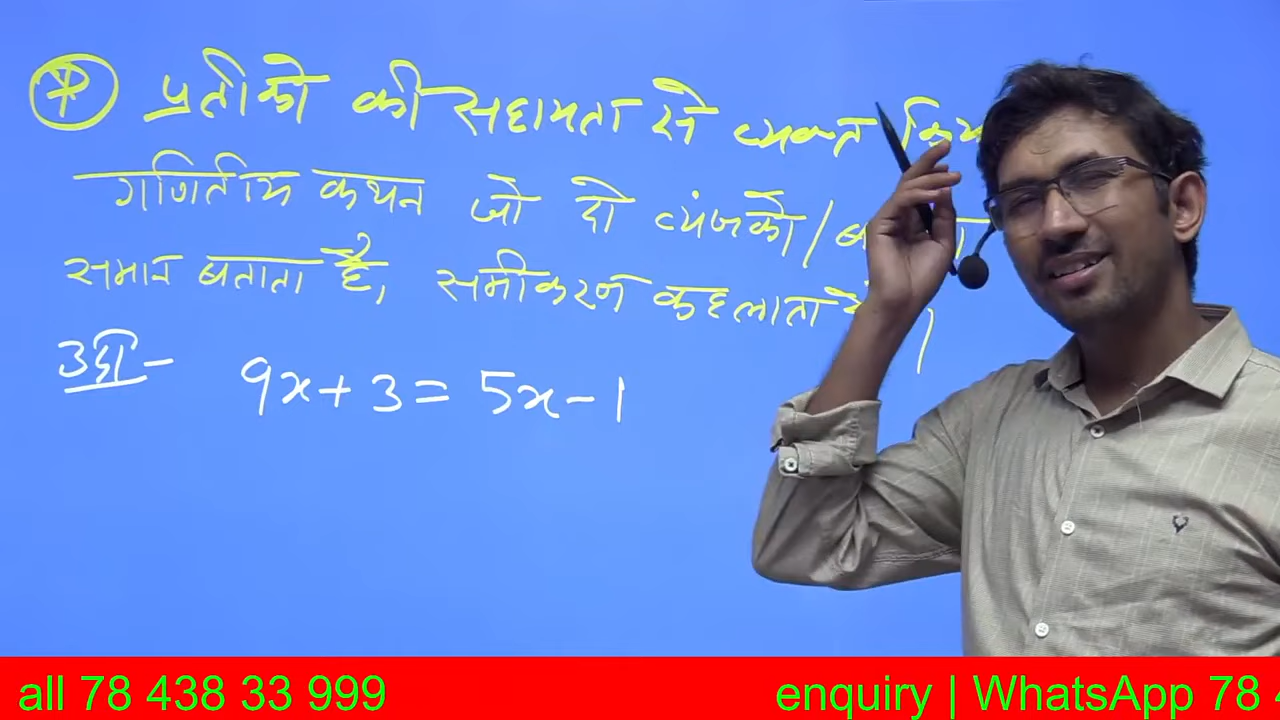 प्रतीको की सहायता से व्यक्त
गणितीय कथन जो दो व्यंजको/
समान बताता है, समीकरण कहलाता
उदा- 9x+3=5x-1
all 78 438 33 999 enquiry | WhatsApp 78